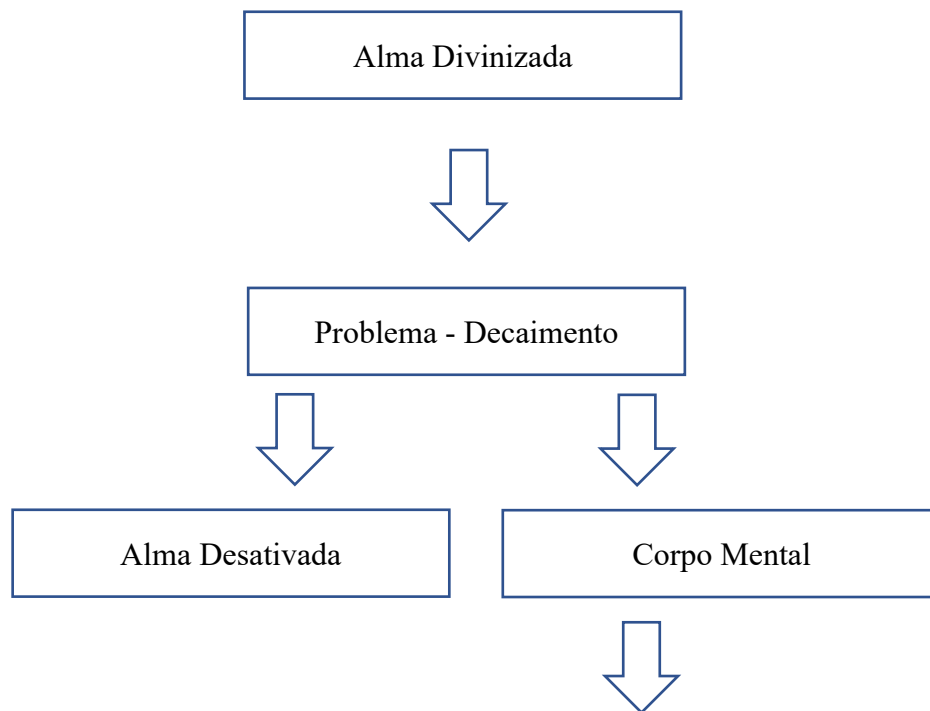 Alma Divinizada
Problema - Decaimento
Alma Desativada
Corpo Mental